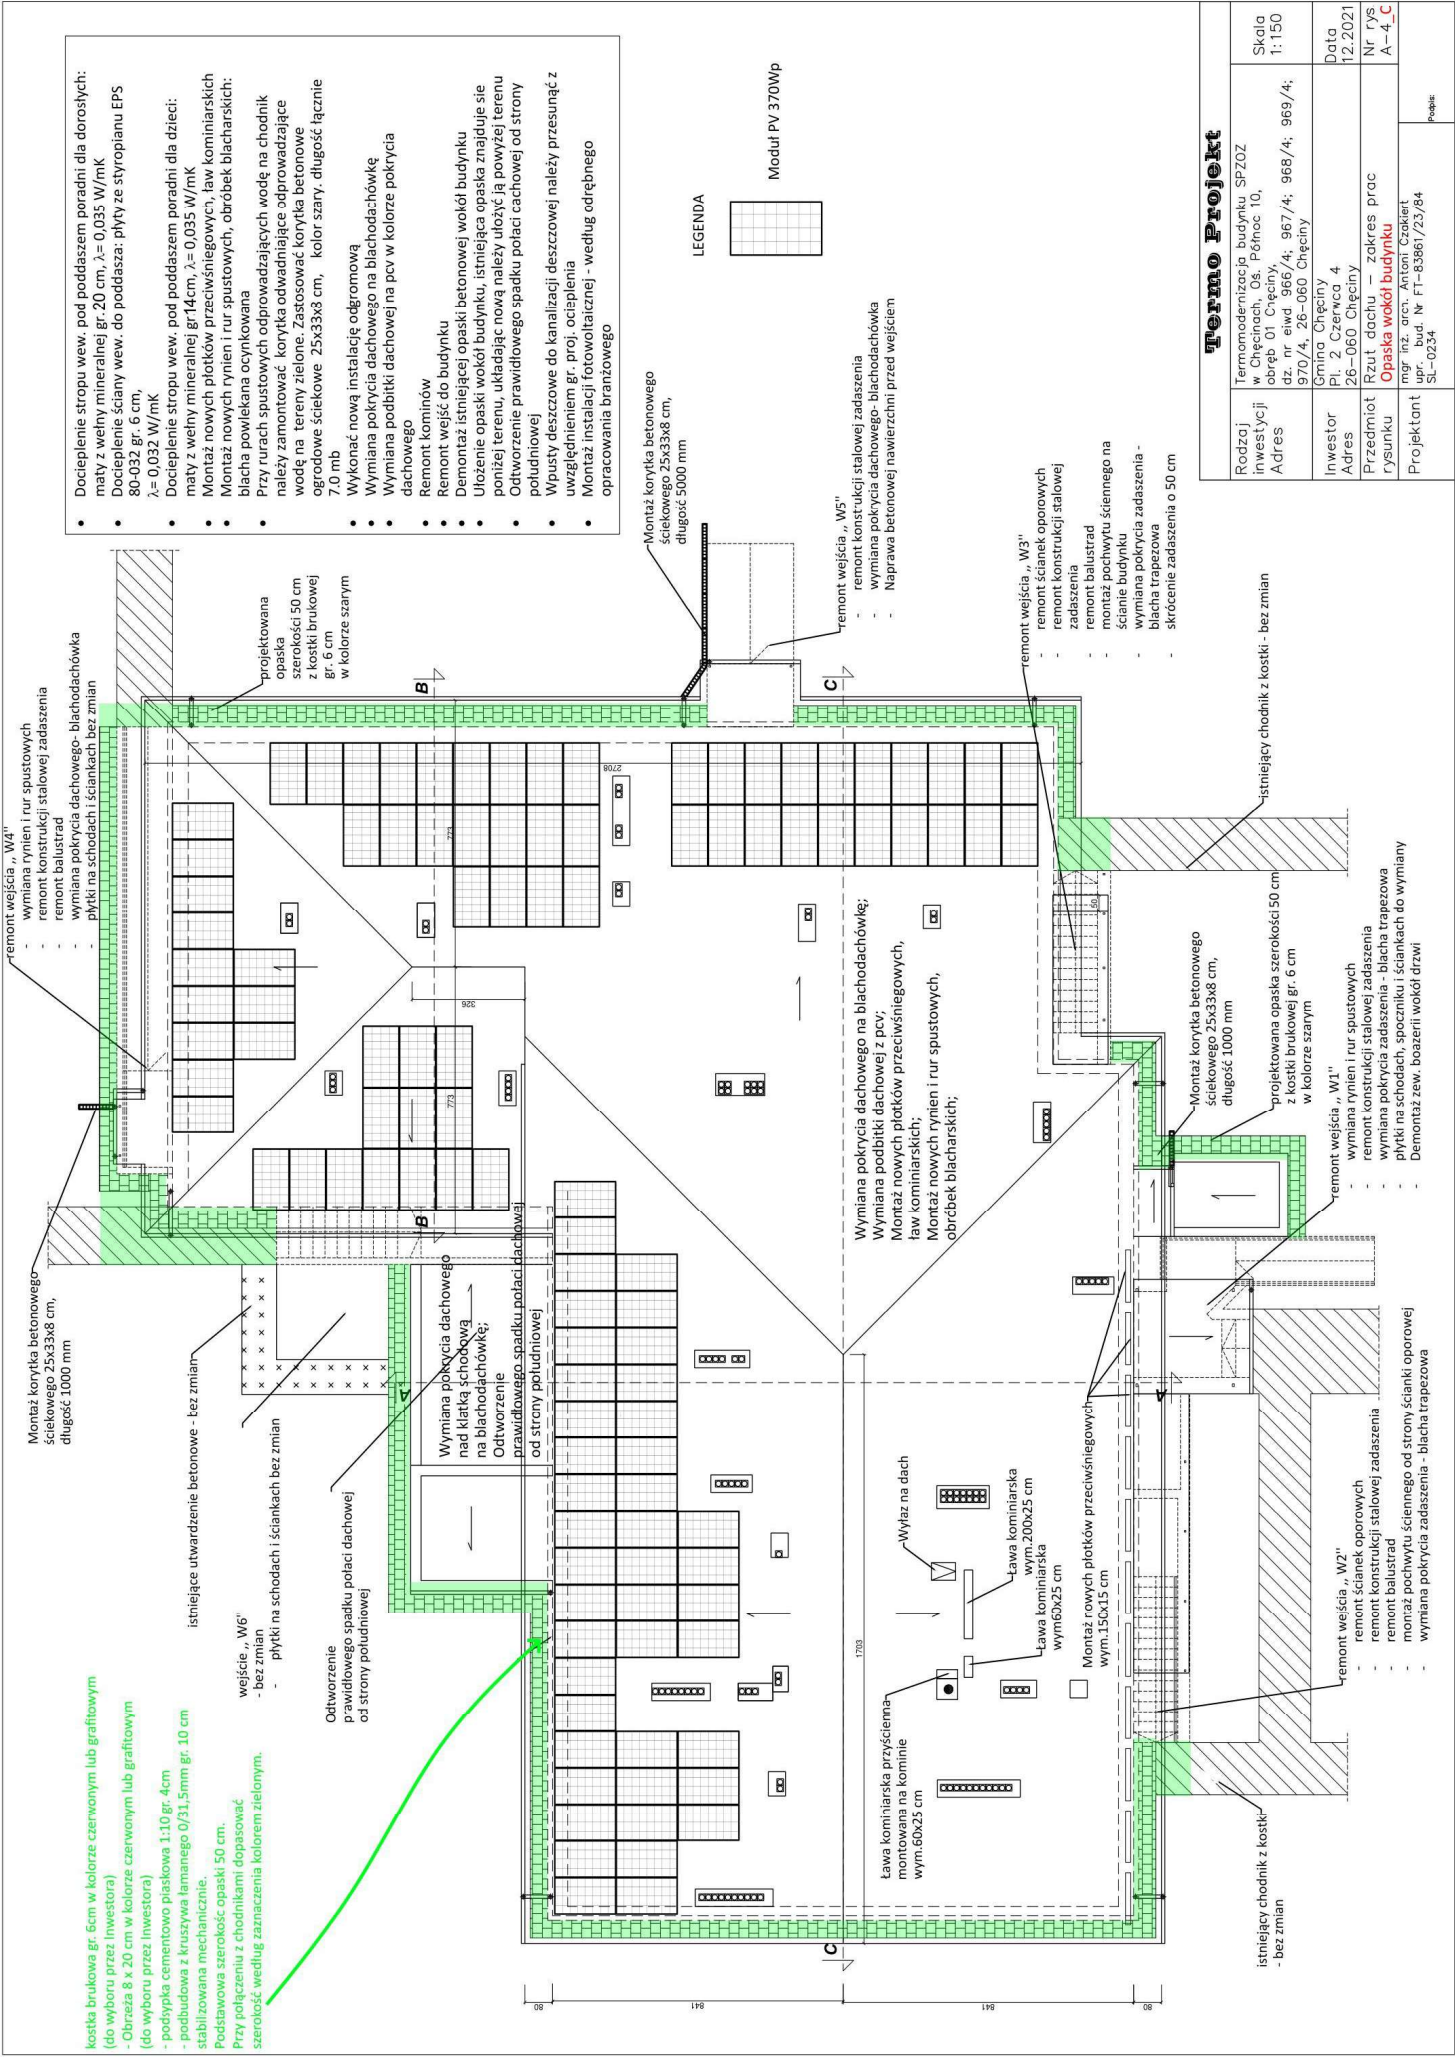 kostka brukowa gr. 6cm w kolorze czerwonym lub grafitowym
(do wyboru przez Inwestora)
- Obrzeża 8 x 20 cm w kolorze czerwonym lub grafitowym
(do wyboru przez Inwestora)
- podsypka cementowo piaskowa 1:10 gr. 4cm
- podbudowa z kruszywa łamanego 0/31,5mm gr. 10 cm
stabilizowana mechanicznie.
Podstawowa szerokość opaski 50 cm.
Przy połączeniu z chodnikami dopasować
szerokość według zaznaczenia kolorem zielonym.
Montaż korytka betonowego
ściekowego 25x33x8 cm,
długość 1000 mm
istniejące utwardzenie betonowe - bez zmian
wejście ,, W6"
- bez zmian
- płytki na schodach i ściankach bez zmian
Odtworzenie
prawidłowego spadku połaci dachowej
od strony południowej
remont wejścia ,, W4"
- wymiana rynien i rur spustowych
- remont konstrukcji stalowej zadaszenia
- remont balustrad
- wymiana pokrycia dachowego- blachodachówka
- płytki na schodach i ściankach bez zmian
projektowana
opaska
szerokości 50 cm
z kostki brukowej
gr. 6 cm
w kolorze szarym
• Docieplenie stropu wew. pod poddaszem poradni dla dorosłych:
maty z wełny mineralnej gr. 20 cm, λ= 0,035 W/mK
• Docieplenie ściany wew. do poddasza: płyty ze styropianu EPS
80-032 gr. 6 cm,
λ= 0,032 W/mK
• Docieplenie stropu wew. pod poddaszem poradni dla dzieci:
maty z wełny mineralnej gr14cm, λ= 0,035 W/mK
• Montaż nowych płotków przeciwśniegowych, ław kominiarskich
• Montaż nowych rynien i rur spustowych, obróbek blacharskich:
blacha powlekana ocynkowana
• Przy rurach spustowych odprowadzających wodę na chodnik
należy zamontować korytka odwadniające odprowadzające
wodę na tereny zielone. Zastosować korytka betonowe
ogrodowe ściekowe 25x33x8 cm, kolor szary. długość łącznie
7,0 mb
• Wykonać nową instalację odgromową
• Wymiana pokrycia dachowego na blachodachówkę
• Wymiana podbitki dachowej na pcv w kolorze pokrycia
dachowego
• Remont kominów
• Remont wejść do budynku
• Demontaż istniejącej opaski betonowej wokół budynku
• Ułożenie opaski wokół budynku, istniejąca opaska znajduje się
poniżej terenu, układając nową należy ułożyć ją powyżej terenu
• Odtworzenie prawidłowego spadku połaci cachowej od strony
południowej
• Wpusty deszczowe do kanalizacji deszczowej należy przesunąć z
uwzględnieniem gr. proj. ocieplenia
• Montaż instalacji fotowoltaicznej - według odrębnego
opracowania branżowego
LEGENDA
Moduł PV 370Wp
Montaż korytka betonowego
ściekowego 25x33x8 cm,
długość 5000 mm
remont wejścia ,, W5"
- remont konstrukcji stalowej zadaszenia
- wymiana pokrycia dachowego- blachodachówka
- Naprawa betonowej nawierzchni przed wejściem
remont wejścia ,, W3"
- remont ścianek oporowych
- remont konstrukcji stalowej
zadaszenia
- remont balustrad
- montaż pochwytu ściennego na
ścianie budynku
- wymiana pokrycia zadaszenia -
blacha trapezowa
- skrócenie zadaszenia o 50 cm
istniejący chodnik z kostki - bez zmian
Wymiana pokrycia dachowego
nad klatką schodową
na blachodachówkę;
Odtworzenie
prawidłowego spadku połaci dachowej
od strony południowej
Wymiana pokrycia dachowego na blachodachówkę;
Wymiana podbitki dachowej z pcv;
Montaż nowych płotków przeciwśniegowych,
ław kominiarskich;
Montaż nowych rynien i rur spustowych,
obróbek blacharskich;
Wyłaz na dach
Ława kominiarska
wym.200x25 cm
Ława kominiarska
wym60x25 cm
Ława kominiarska przyścienna
montowana na kominie
wym.60x25 cm
Montaż nowych płotków przeciwśniegowych
wym.150x15 cm
Montaż korytka betonowego
ściekowego 25x33x8 cm,
długość 1000 mm
projektowana opaska szerokości 50 cm
z kostki brukowej gr. 6 cm
w kolorze szarym
remont wejścia ,, W1"
- wymiana rynien i rur spustowych
- remont konstrukcji stalowej zadaszenia
- wymiana pokrycia zadaszenia - blacha trapezowa
- płytki na schodach, spoczniku i ściankach do wymiany
- Demontaż zew. boazerii wokół drzwi
remont wejścia ,, W2"
- remont ścianek oporowych
- remont konstrukcji stalowej zadaszenia
- remont balustrad
- montaż pochwytu ściennego od strony ścianki oporowej
- wymiana pokrycia zadaszenia - blacha trapezowa
istniejący chodnik z kostki
- bez zmian
B
B
C
C
A
A
2708
773
773
326
50
1703
80
841
841
80
Termo Projekt
Rodzaj
inwestycji
Adres
Termomodernizacja budynku SPZOZ
w Chęcinach, Oś. Północ 10,
obręb 01 Chęciny,
dz. nr eiwd 966/4; 967/4; 968/4; 969/4;
970/4, 26-060 Chęciny
Skala
1:150
Inwestor
Adres
Gmina Chęciny
Pl. 2 Czerwca 4
26-060 Chęciny
Data
12.2021
Przedmiot
rysunku
Rzut dachu - zakres prac
Opaska wokół budynku
Nr rys
A-4_C
Projektant
mgr inż. arch. Antoni Czakiert
upr. bud. Nr FT-83861/23/84
SL-0234
Podpis: